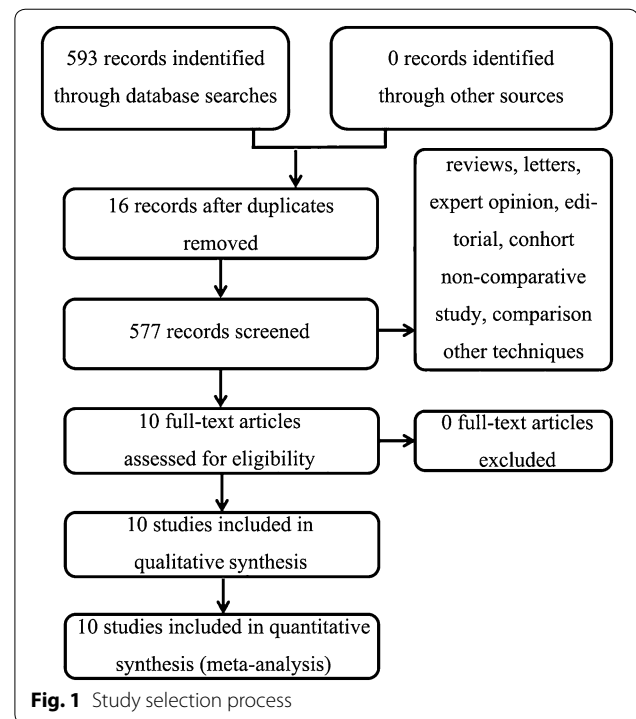 593 records indentified
through database searches
0 records identified
through other sources
16 records after duplicates
removed
reviews, letters,
expert opinion, edi-
torial, conhort
non-comparative
study, comparison
other techniques
577 records screened
10 full-text articles
assessed for eligibility
0 full-text articles
excluded
10 studies included in
qualitative synthesis
10 studies included in quantitative
synthesis (meta-analysis)
Fig. 1 Study selection process